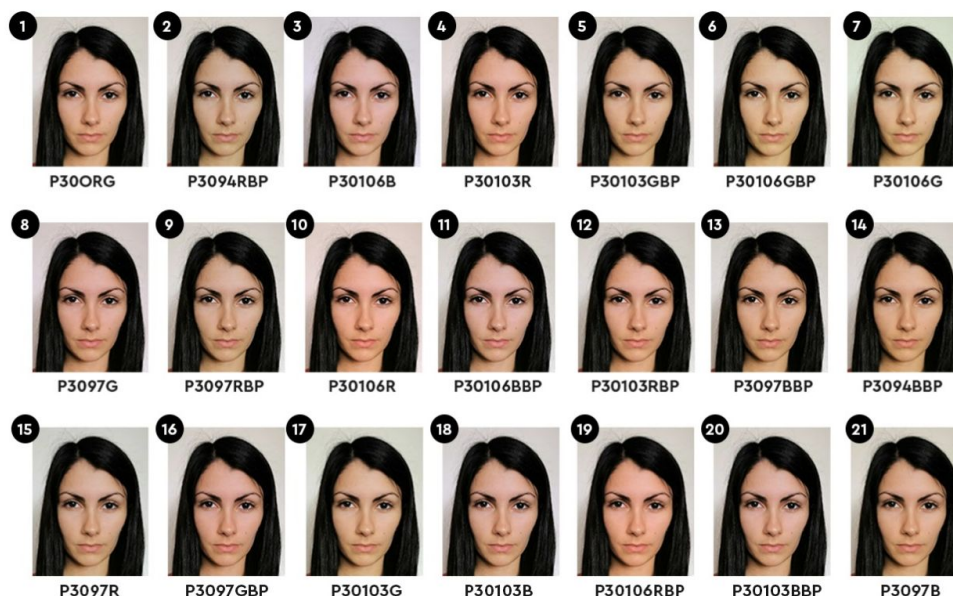 1 2 3 4 5 6 7
P30ORG P3094RBP P30106B P30103R P30103GBP P30106GBP P30106G
8 9 10 11 12 13 14
P3097G P3097RBP P30106R P30106BBP P30103RBP P3097BBP P3094BBP
15 16 17 18 19 20 21
P3097R P3097GBP P30103G P30103B P30106RBP P30103BBP P3097B